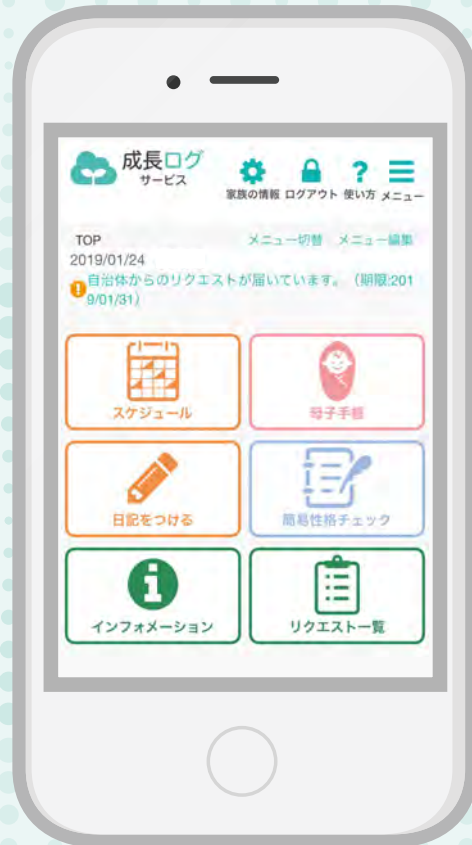 成長ログ
サービス
家族の情報 ログアウト 使い方 メニュー
TOP
メニュー切替 メニュー編集
2019/01/24
自治体からのリクエストが届いています。（期限:201
9/01/31）
スケジュール
母子手帳
日記をつける
簡易性格チェック
インフォメーション
リクエスト一覧